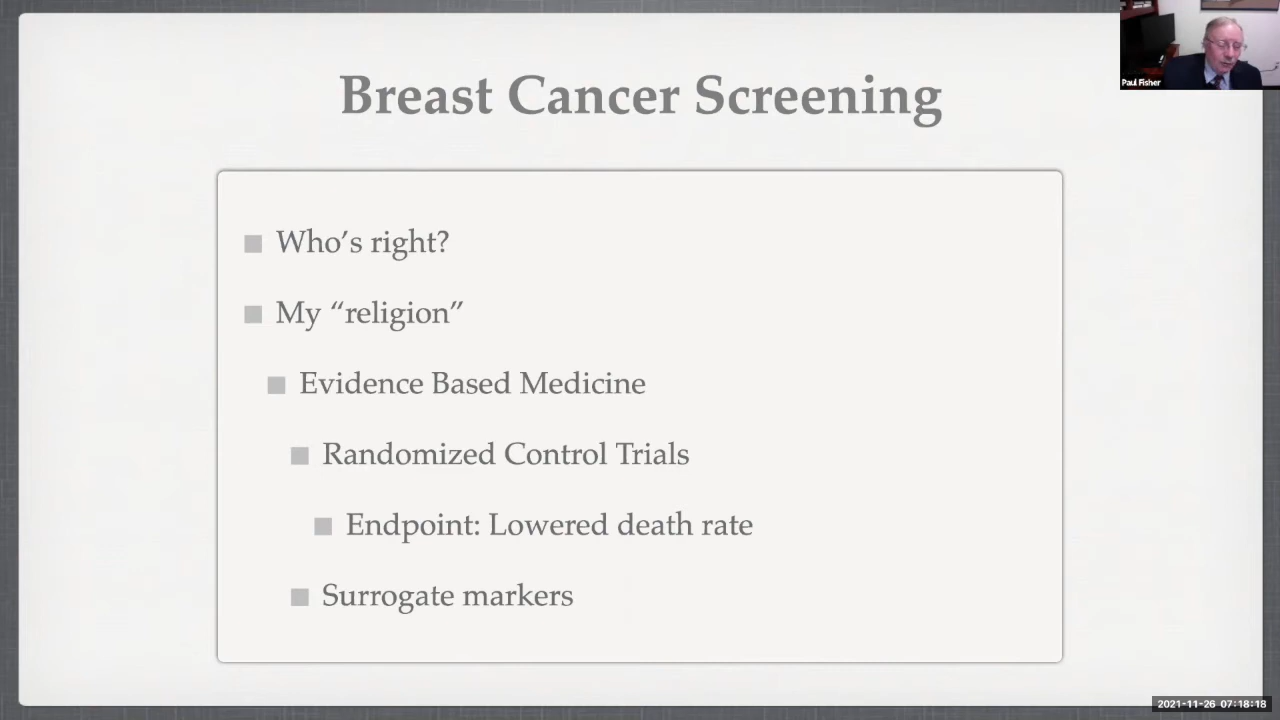 Breast Cancer Screening
Paul Fisher
Who’s right?
My “religion”
Evidence Based Medicine
Randomized Control Trials
Endpoint: Lowered death rate
Surrogate markers
2021-11-26 07:18:18